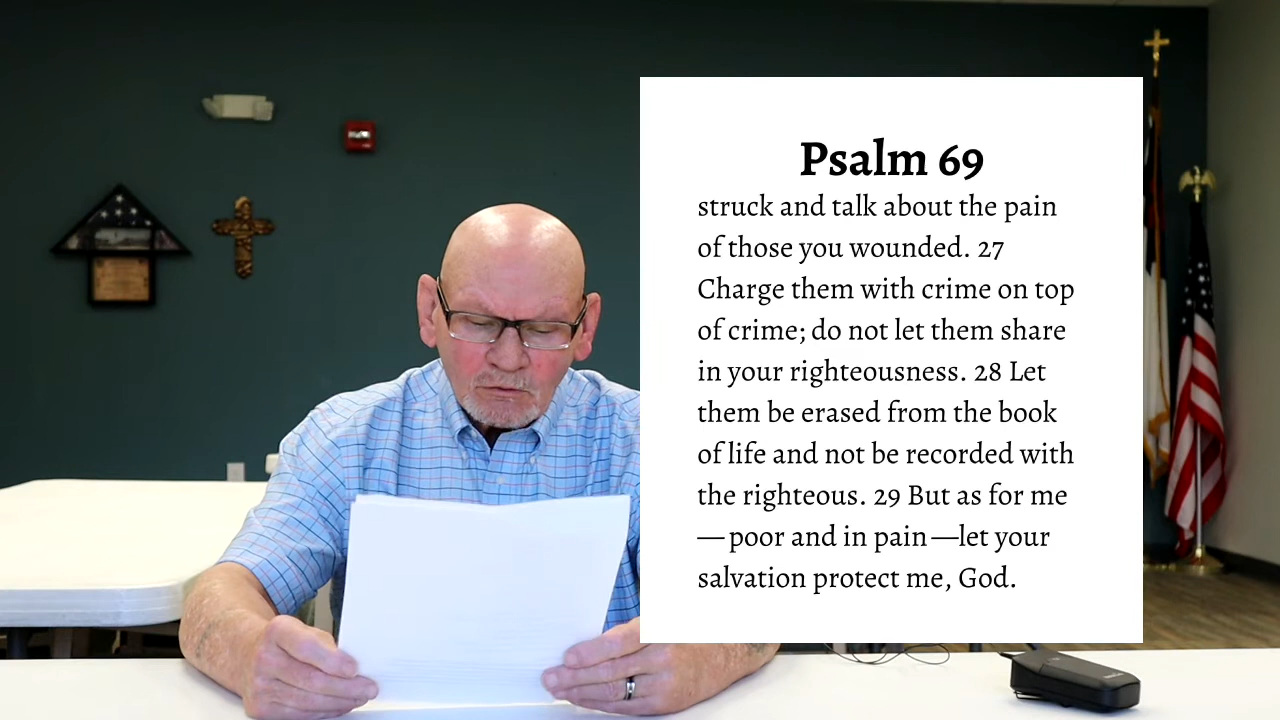 Psalm 69
struck and talk about the pain
of those you wounded. 27
Charge them with crime on top
of crime; do not let them share
in your righteousness. 28 Let
them be erased from the book
of life and not be recorded with
the righteous. 29 But as for me
— poor and in pain —let your
salvation protect me, God.